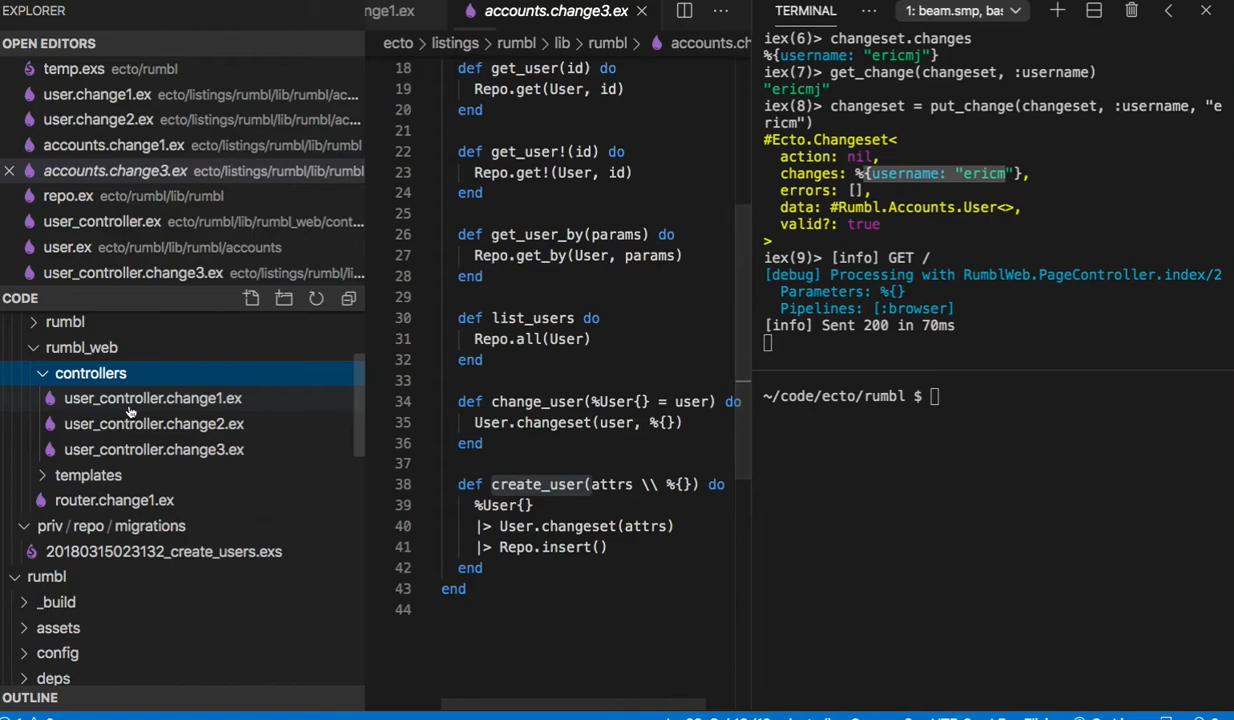 EXPLORER
OPEN EDITORS
temp.exs ecto/rumbl
user.change1.ex ecto/listings/rumbl/lib/rumbl/ac...
user.change2.ex ecto/listings/rumbl/lib/rumbl/ac...
accounts.change1.ex ecto/listings/rumbl/lib/rumbl
accounts.change3.ex ecto/listings/rumbl/lib/rumbl
repo.ex ecto/rumbl/lib/rumbl
user_controller.ex ecto/rumbl/lib/rumbl_web/cont...
user.ex ecto/rumbl/lib/rumbl/accounts
user_controller.change3.ex ecto/listings/rumbl/li...
CODE
rumbl
rumbl_web
controllers
user_controller.change1.ex
user_controller.change2.ex
user_controller.change3.ex
templates
router.change1.ex
priv / repo / migrations
20180315023132_create_users.exs
rumbl
_build
assets
config
deps
OUTLINE
nge1.ex
accounts.change3.ex
ecto > listings > rumbl > lib > rumbl > accounts.ch
18 def get_user(id) do
19 Repo.get(User, id)
20 end
21
22 def get_user!(id) do
23 Repo.get!(User, id)
24 end
25
26 def get_user_by(params) do
27 Repo.get_by(User, params)
28 end
29
30 def list_users do
31 Repo.all(User)
32 end
33
34 def change_user(%User{} = user) do
35 User.changeset(user, %{})
36 end
37
38 def create_user(attrs \\ %{}) do
39 %User{}
40 |> User.changeset(attrs)
41 |> Repo.insert()
42 end
43 end
44
TERMINAL ... 1: beam.smp, bas
iex(6)> changeset.changes
%{username: "ericmj"}
iex(7)> get_change(changeset, :username)
"ericmj"
iex(8)> changeset = put_change(changeset, :username, "e
ricm")
#Ecto.Changeset<
action: nil,
changes: %{username: "ericm"},
errors: [],
data: #Rumbl.Accounts.User<>,
valid?: true
>
iex(9)> [info] GET /
[debug] Processing with RumblWeb.PageController.index/2
Parameters: %{}
Pipelines: [:browser]
[info] Sent 200 in 70ms
~/code/ecto/rumbl $